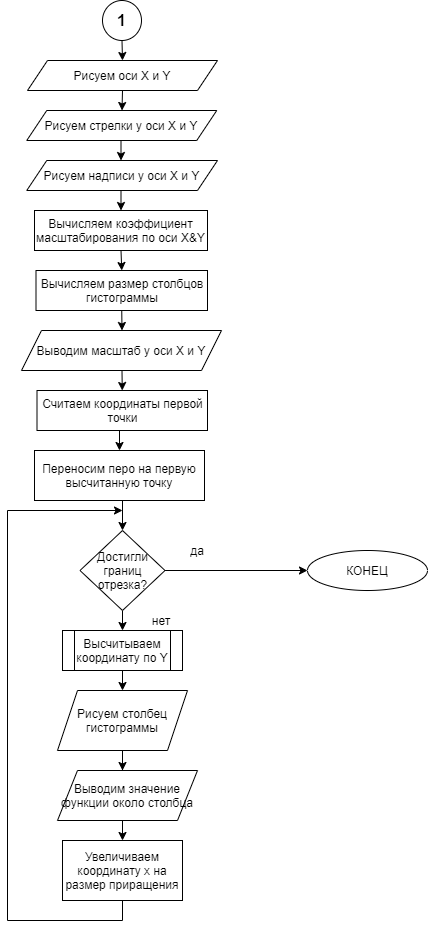 1
Рисуем оси X и Y
Рисуем стрелки у оси X и Y
Рисуем надписи у оси X и Y
Вычисляем коэффициент
масштабирования по оси X&Y
Вычисляем размер столбцов
гистограммы
Выводим масштаб у оси X и Y
Считаем координаты первой
точки
Переносим перо на первую
высчитанную точку
Достигли
границ
отрезка?
да
КОНЕЦ
нет
Высчитываем
координату по Y
Рисуем столбец
гистограммы
Выводим значение
функции около столбца
Увеличиваем
координату x на
размер приращения